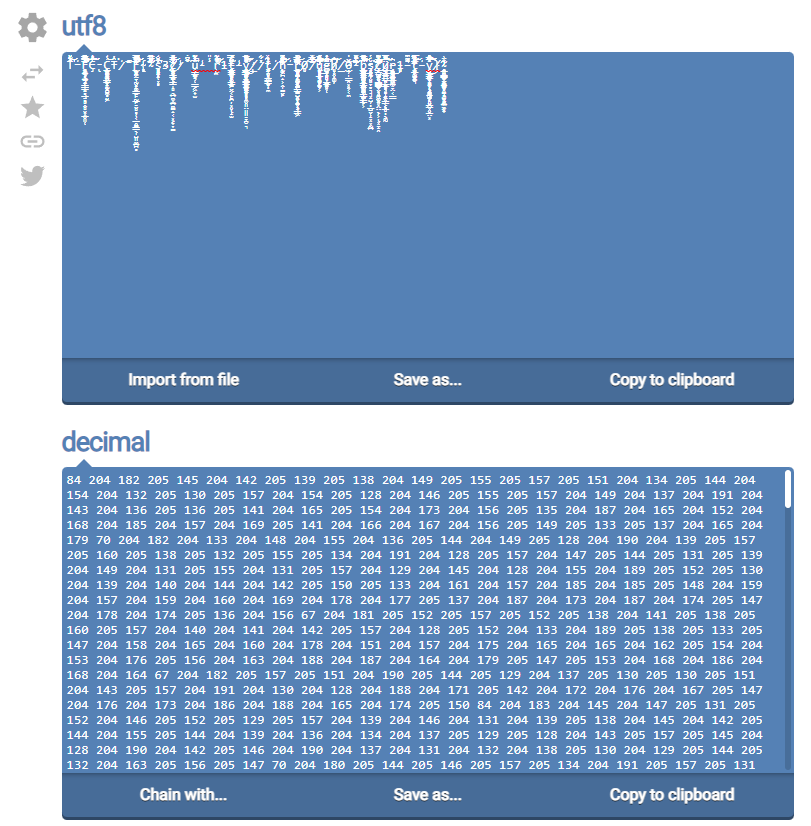 utf8
Import from file
Save as...
Copy to clipboard
decimal
84 204 182 205 145 204 142 205 139 205 138 204 149 205 155 205 157 205 151 204 134 205 144 204
154 204 132 205 130 205 157 204 154 205 128 204 146 205 155 205 157 204 149 204 137 204 191 204
143 204 136 205 136 205 141 204 165 205 154 204 173 204 156 205 135 204 187 204 165 204 152 204
168 204 185 204 157 204 169 205 141 204 166 204 167 204 156 205 149 205 133 205 137 204 165 204
179 70 204 182 204 133 204 148 204 155 204 136 205 144 204 149 205 128 204 190 204 139 205 157
205 160 205 138 205 132 205 155 205 134 204 191 204 128 205 157 204 147 205 144 205 131 205 139
204 149 204 131 205 155 204 131 205 157 204 129 204 145 204 128 204 155 204 189 205 152 205 130
204 139 204 140 204 144 204 142 205 150 205 133 204 161 204 157 204 185 204 185 205 148 204 159
204 157 204 159 204 160 204 169 204 178 204 177 205 137 204 187 204 173 204 187 204 174 205 147
204 178 204 174 205 136 204 156 67 204 181 205 152 205 157 205 152 205 138 204 141 205 138 205
160 205 157 204 140 204 141 204 142 205 157 204 128 205 152 204 133 204 189 205 138 205 133 205
147 204 158 204 165 204 160 204 178 204 151 204 157 204 175 204 165 204 165 204 162 205 154 204
153 204 176 205 156 204 163 204 188 204 187 204 164 204 179 205 147 205 153 204 168 204 186 204
168 204 164 67 204 182 205 157 205 151 204 190 205 144 205 129 204 137 205 130 205 130 205 151
204 143 205 157 204 191 204 130 204 128 204 188 204 171 205 142 204 172 204 176 204 167 205 147
204 176 204 173 204 186 204 188 204 165 204 174 205 150 84 204 183 204 145 204 147 205 131 205
152 204 146 205 152 205 129 205 157 204 139 204 146 204 131 204 139 205 138 204 145 204 142 205
144 204 155 205 144 204 139 204 136 204 134 204 137 205 129 205 128 204 143 205 157 205 145 204
128 204 190 204 142 205 146 204 190 204 137 204 131 204 132 204 138 205 130 204 129 205 144 205
132 204 163 205 156 205 147 70 204 180 205 144 205 146 205 157 205 134 204 191 205 157 205 131
Chain with...
Save as...
Copy to clipboard